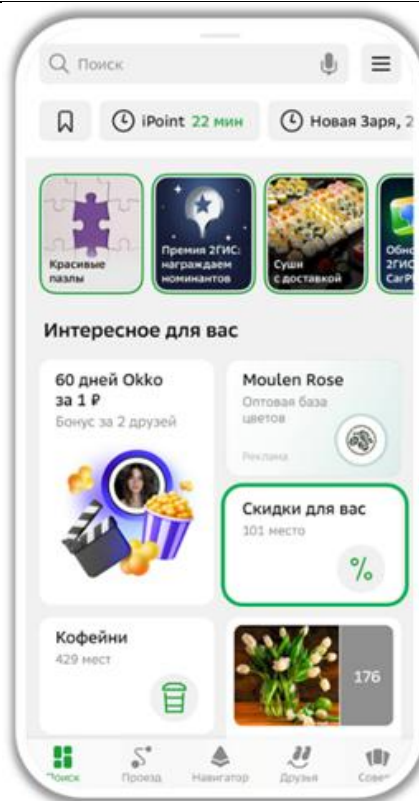 Поиск
iPoint 22 мин
Новая Заря, 2
Красивые
пазлы
Премия 2ГИС:
награждаем
номинантов
Суши
с доставкой
2ГИС
Интересное для вас
60 дней Okko
за 1 ₽
Бонус за 2 друзей
Moulen Rose
Оптовая база
цветов
Реклама
Скидки для вас
101 место
%
Кофейни
429 мест
176
Поиск
Проезд
Навигатор
Друзья